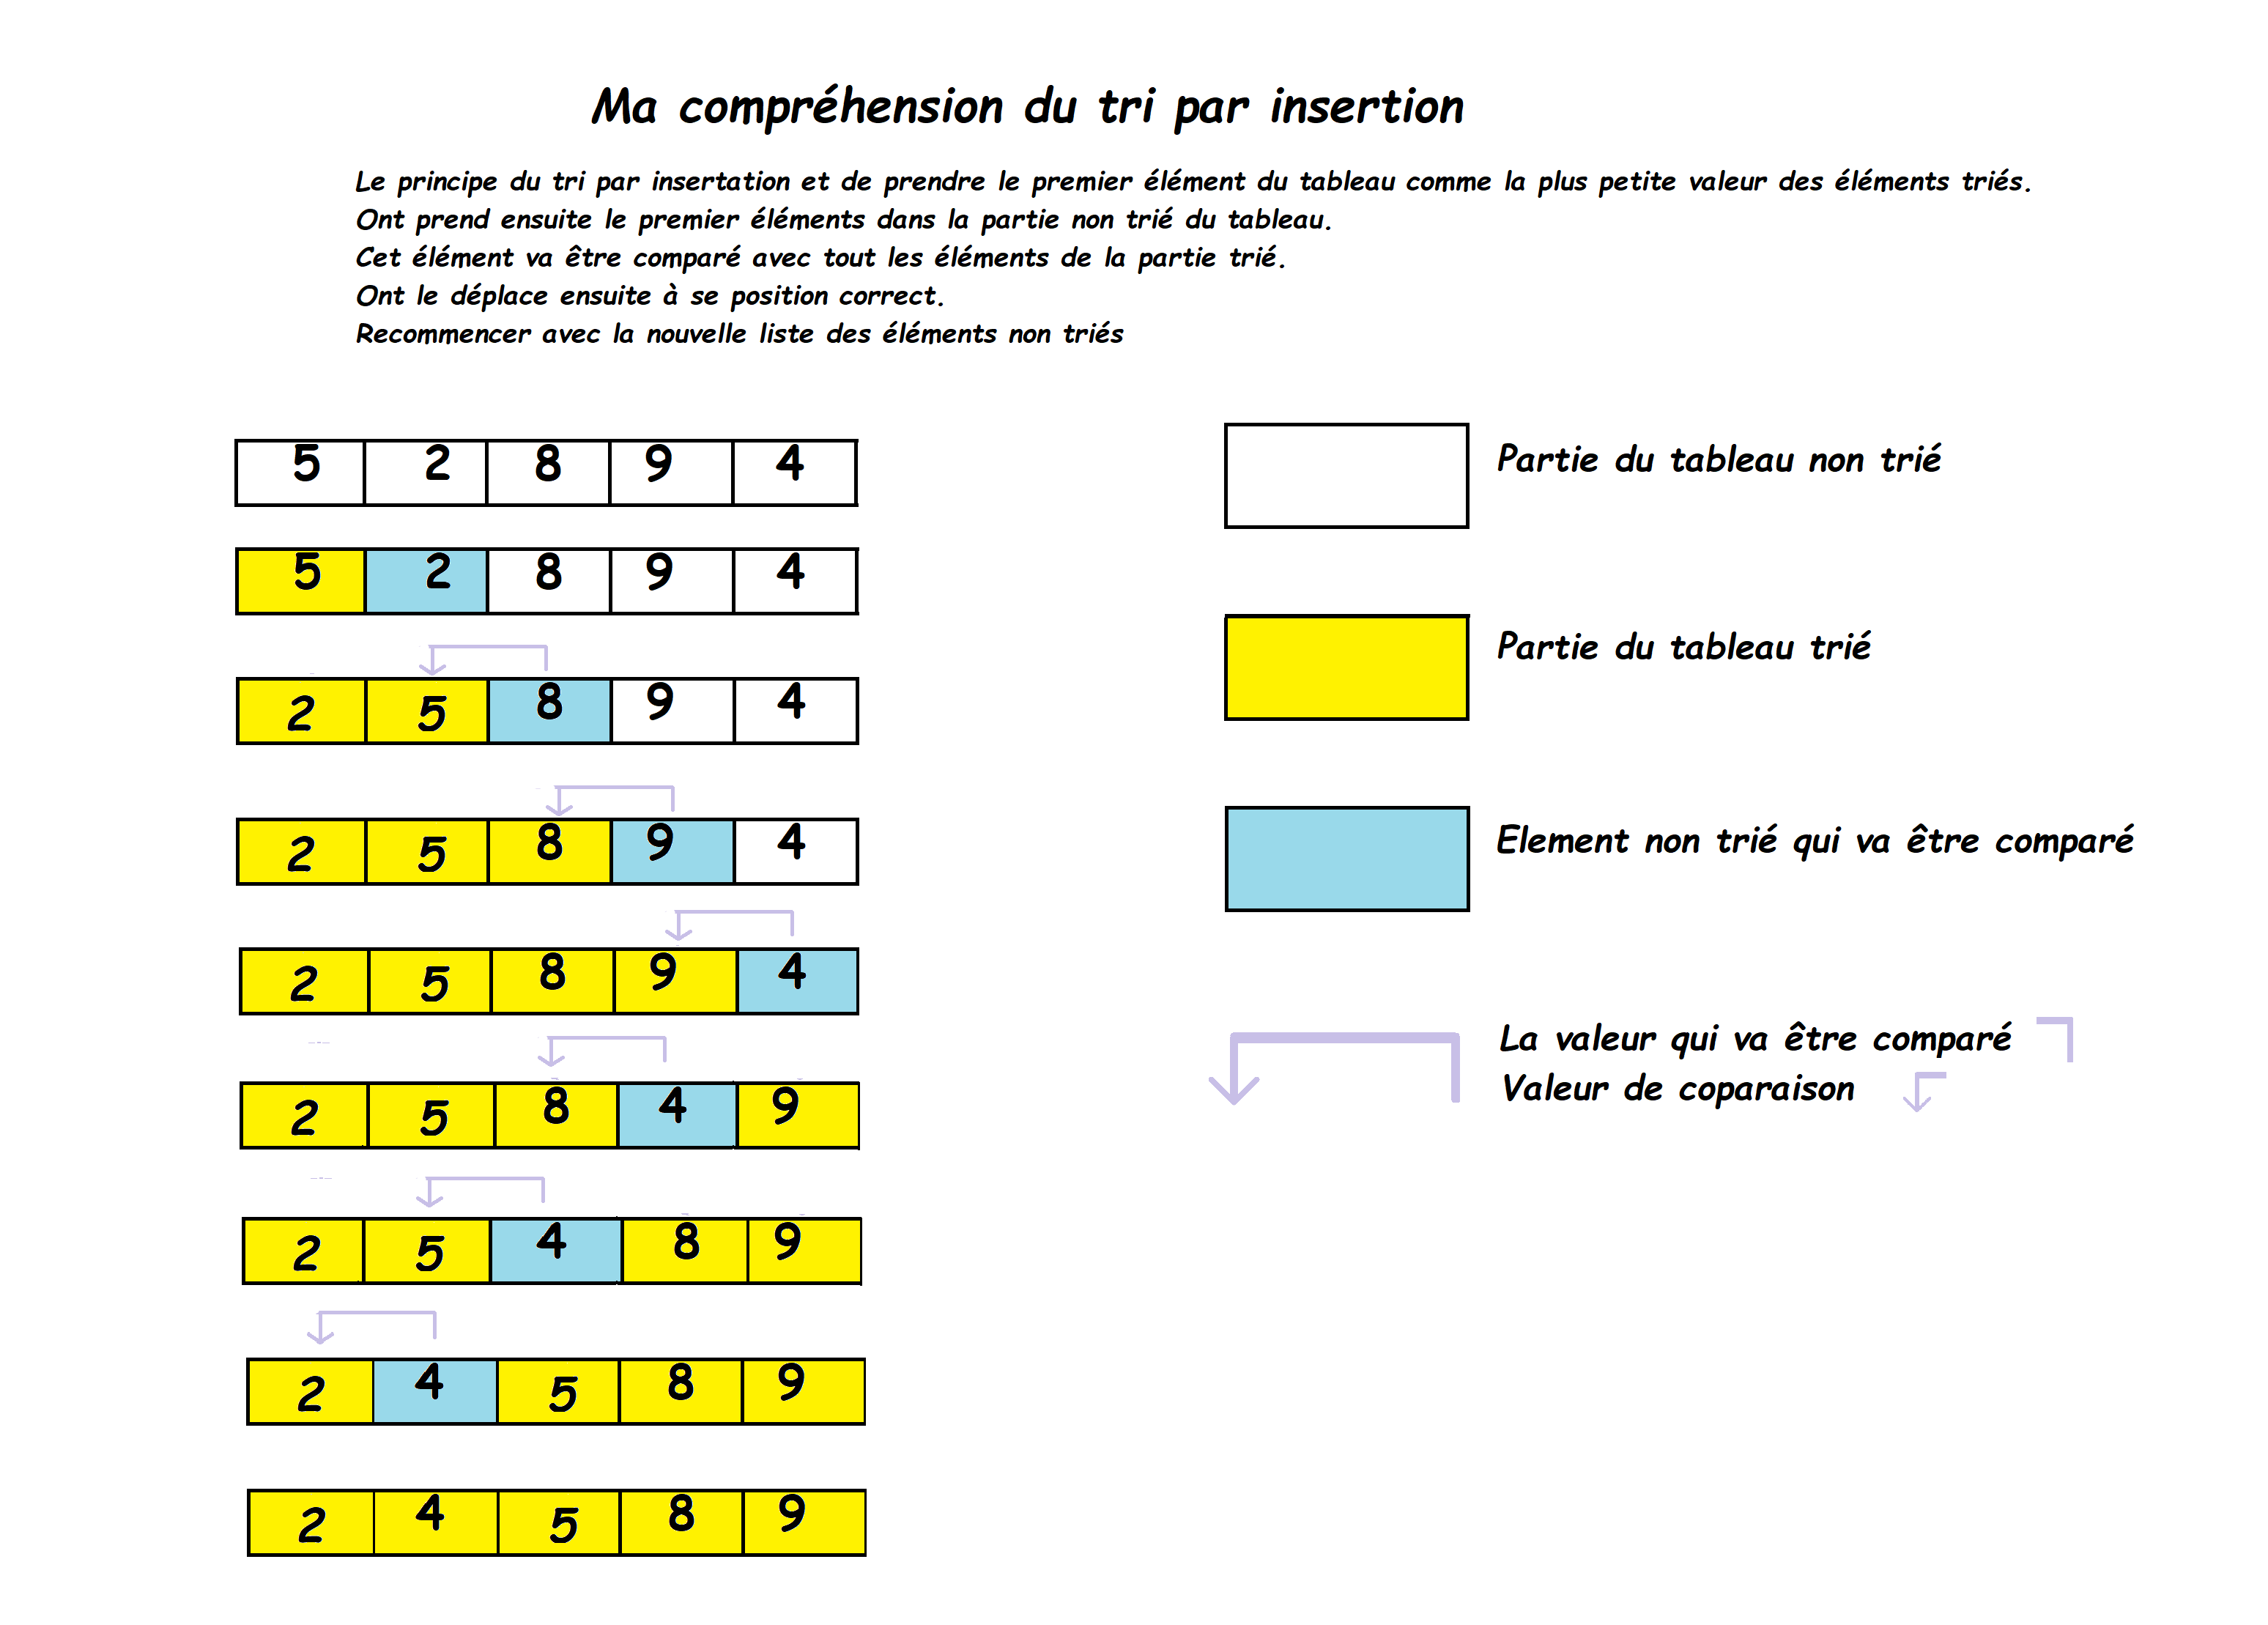 Ma compréhension du tri par insertion
Le principe du tri par insertation et de prendre le premier élément du tableau comme la plus petite valeur des éléments triés.
Ont prend ensuite le premier éléments dans la partie non trié du tableau.
Cet élément va être comparé avec tout les éléments de la partie trié.
Ont le déplace ensuite à se position correct.
Recommencer avec la nouvelle liste des éléments non triés
5 2 8 9 4
5 2 8 9 4
2 5 8 9 4
2 5 8 9 4
2 5 8 9 4
2 5 8 4 9
2 5 4 8 9
2 4 5 8 9
2 4 5 8 9
Partie du tableau non trié
Partie du tableau trié
Element non trié qui va être comparé
La valeur qui va être comparé
Valeur de coparaison